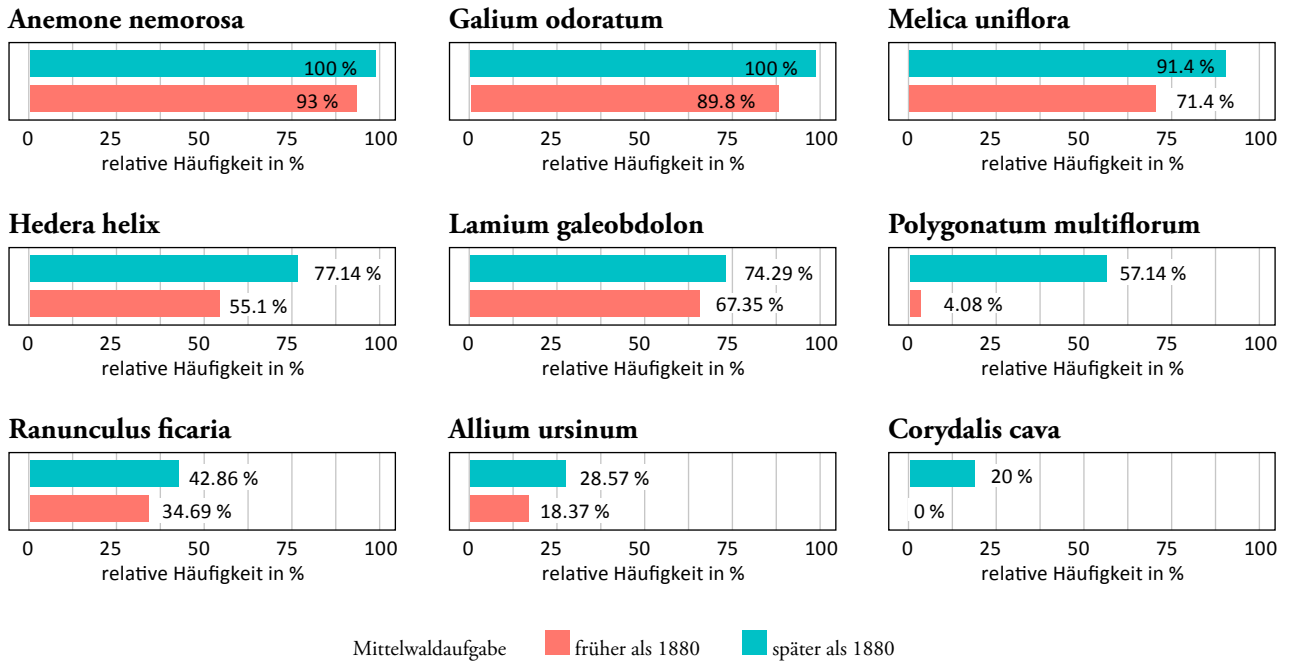 Anemone nemorosa
100 %
93 %
0 25 50 75 100
relative Häufigkeit in %
Galium odoratum
100 %
89.8 %
0 25 50 75 100
relative Häufigkeit in %
Melica uniflora
91.4 %
71.4 %
0 25 50 75 100
relative Häufigkeit in %
Hedera helix
77.14 %
55.1 %
0 25 50 75 100
relative Häufigkeit in %
Lamium galeobdolon
74.29 %
67.35 %
0 25 50 75 100
relative Häufigkeit in %
Polygonatum multiflorum
57.14 %
4.08 %
0 25 50 75 100
relative Häufigkeit in %
Ranunculus ficaria
42.86 %
34.69 %
0 25 50 75 100
relative Häufigkeit in %
Allium ursinum
28.57 %
18.37 %
0 25 50 75 100
relative Häufigkeit in %
Corydalis cava
20 %
0 %
0 25 50 75 100
relative Häufigkeit in %
Mittelwaldaufgabe früher als 1880 später als 1880